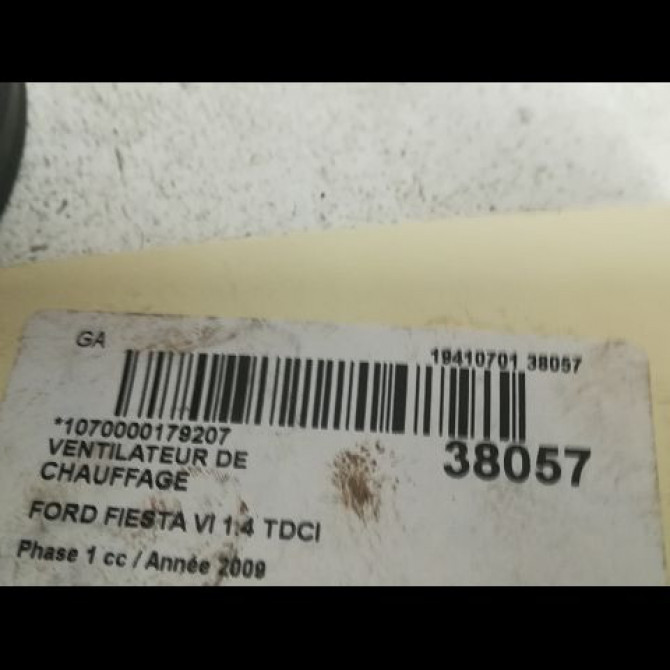 GA
19410701 38057
*1070000179207
38057
VENTILATEUR DE
CHAUFFAGE
FORD FIESTA VI 1.4 TDCI
Phase 1 cc / Année 2009